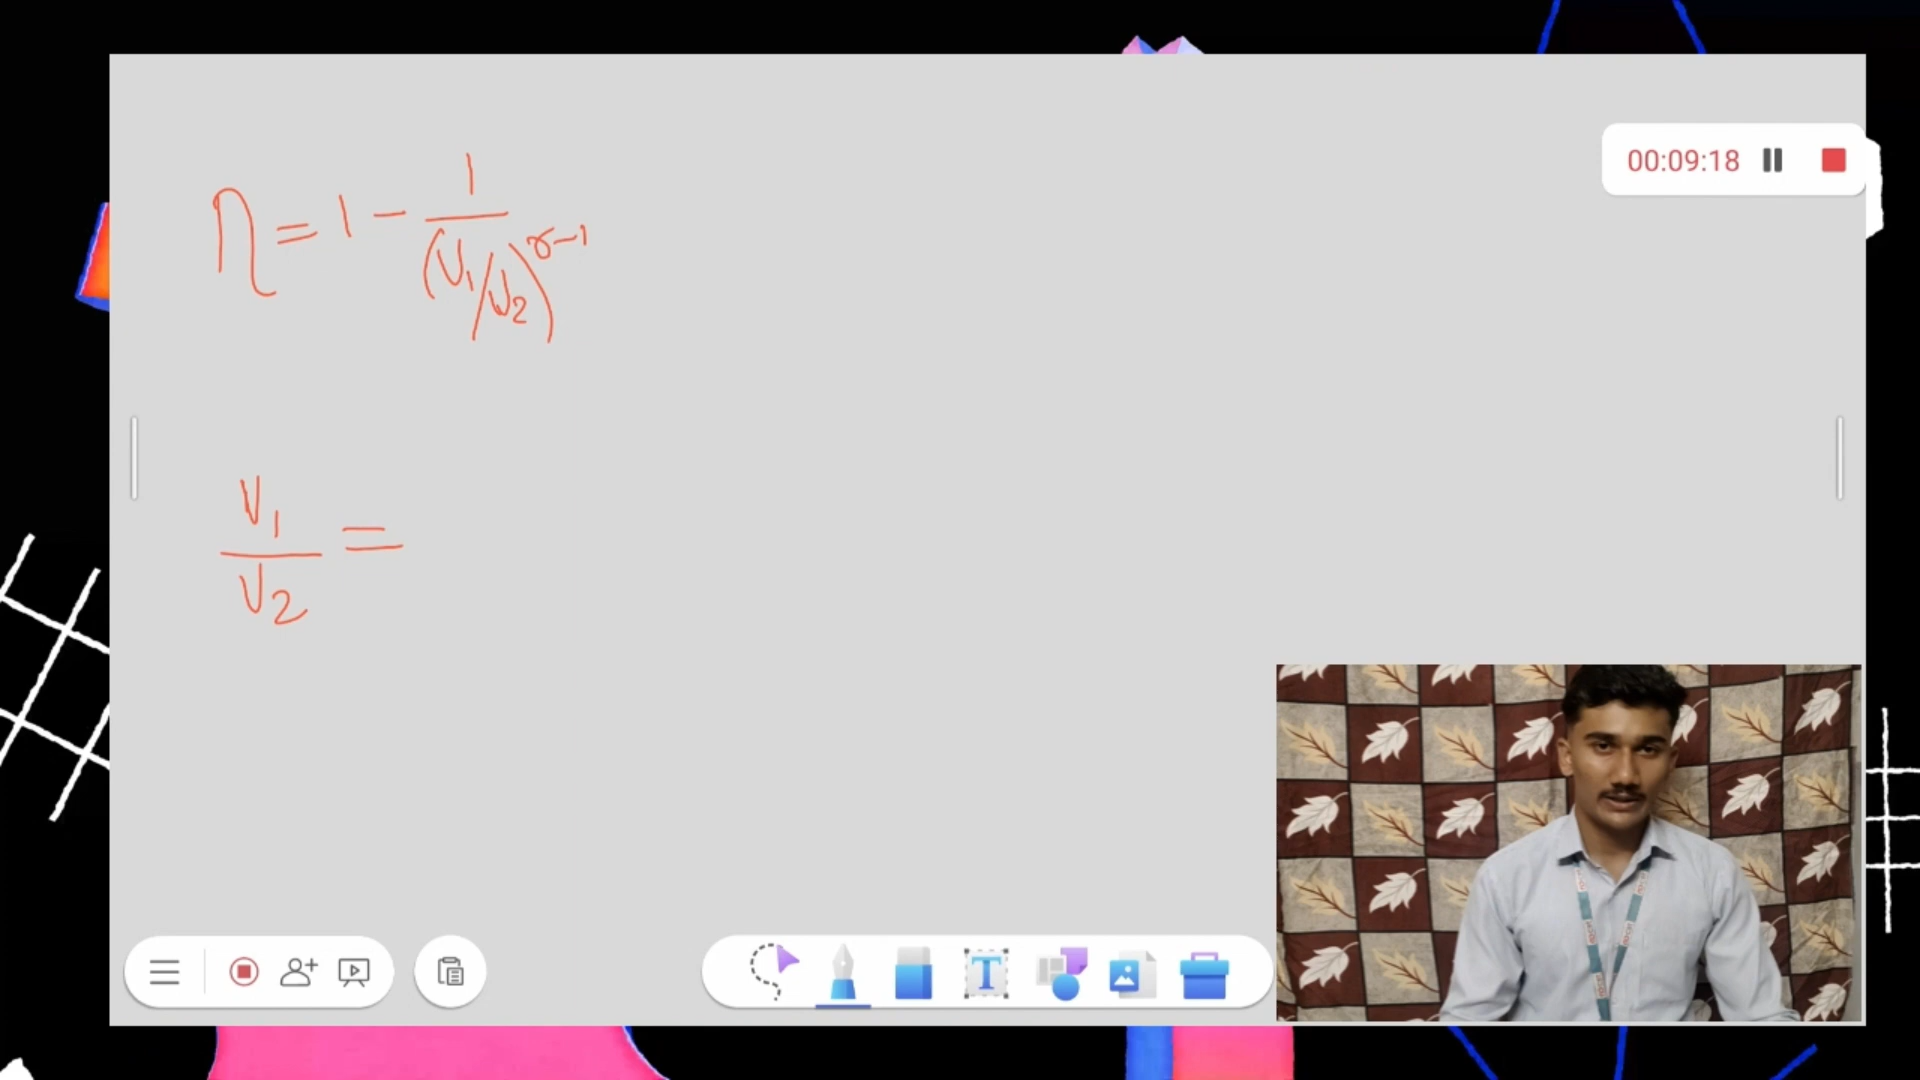 00:09:18
η = 1 - 1/(V₁/V₂)^γ-1
V₁/V₂ =
T